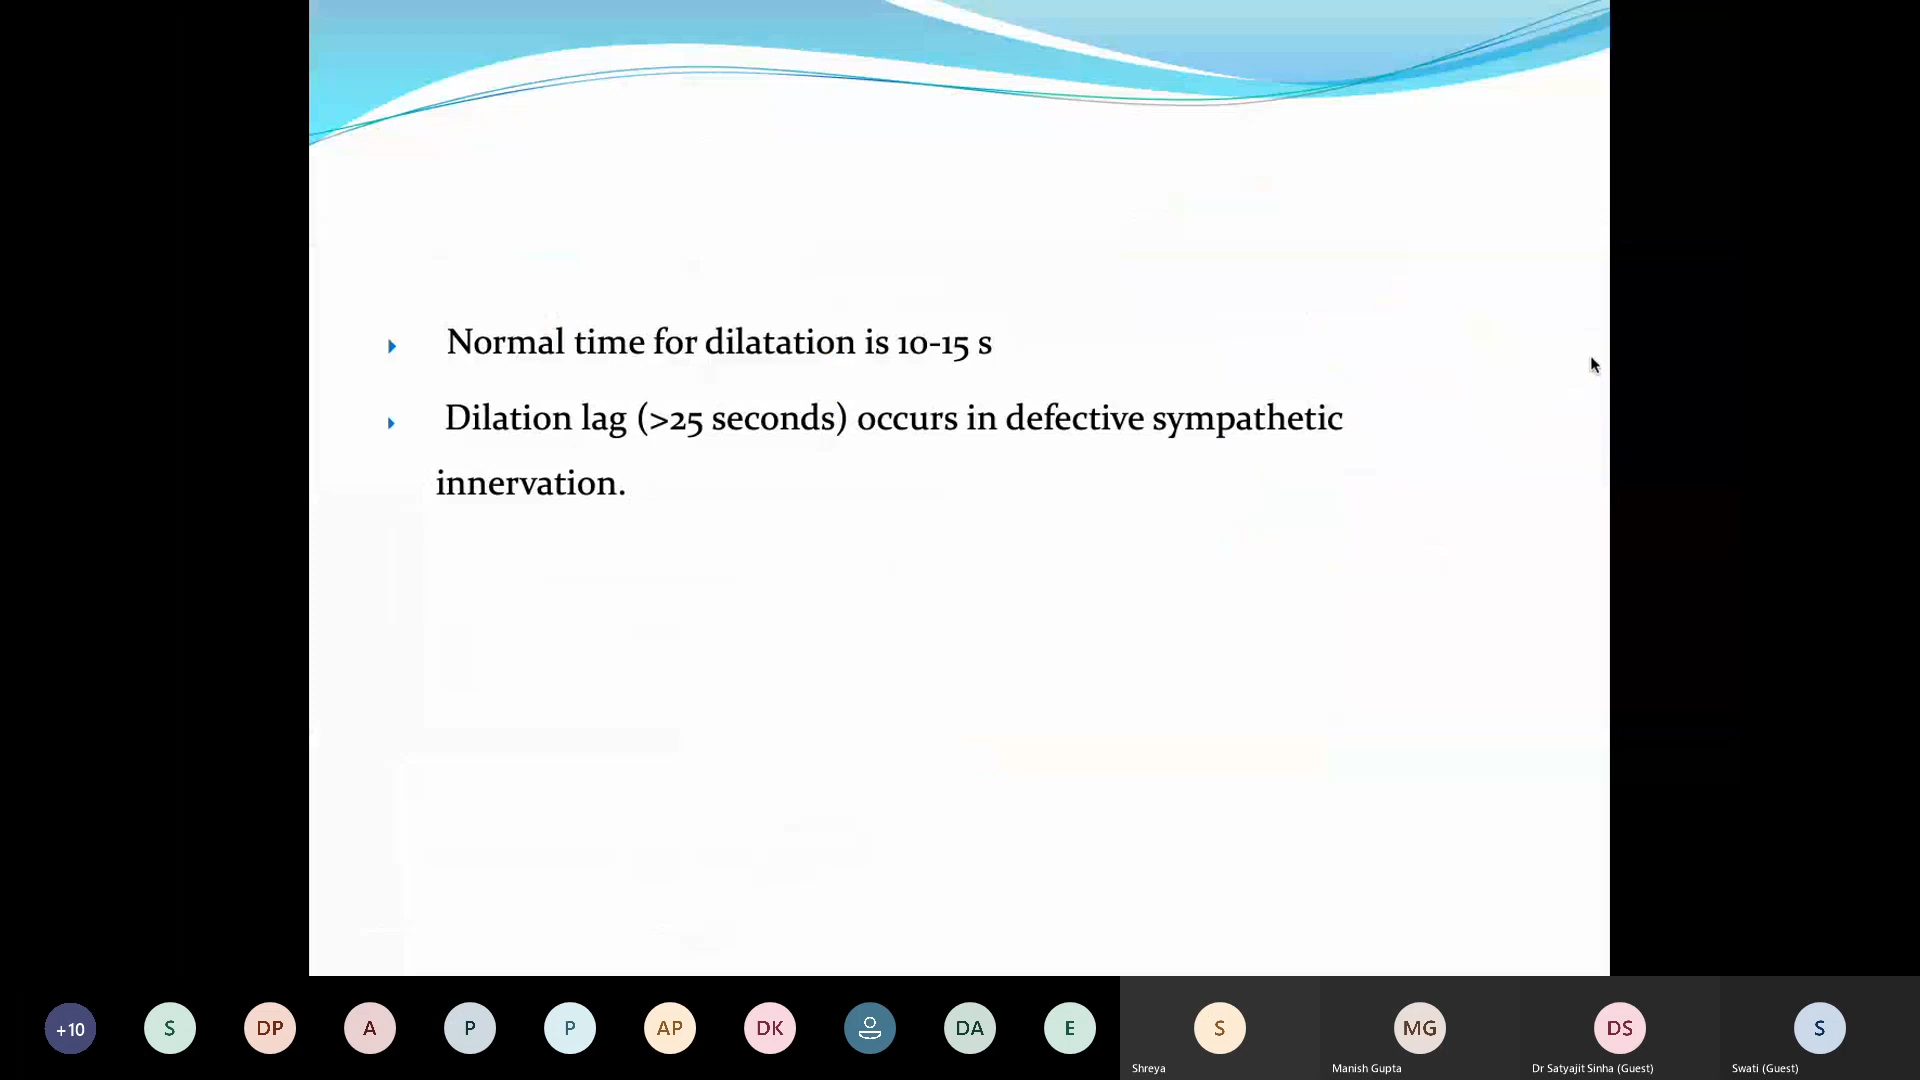 Normal time for dilatation is 10-15 s
Dilation lag (>25 seconds) occurs in defective sympathetic
innervation.
+10
S
DP
A
P
P
AP
DK
DA
E
S
MG
DS
S
Shreya
Manish Gupta
Dr Satyajit Sinha (Guest)
Swati (Guest)